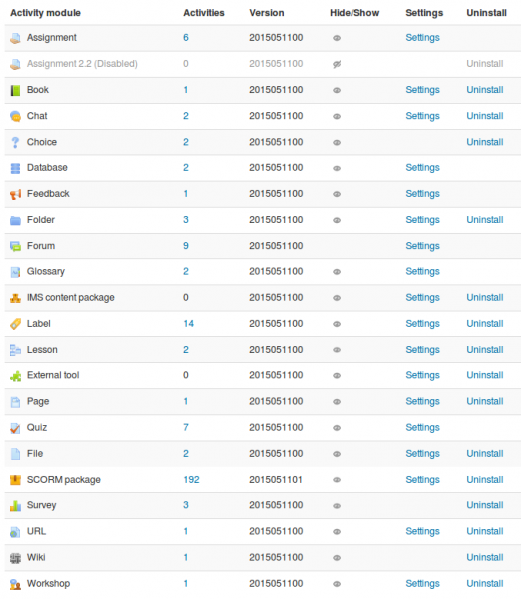 Activity module Activities Version Hide/Show Settings Uninstall
Assignment 6 2015051100 Settings
Assignment 2.2 (Disabled) 0 2015051100 Uninstall
Book 1 2015051100 Settings Uninstall
Chat 2 2015051100 Settings Uninstall
Choice 2 2015051100 Uninstall
Database 2 2015051100 Settings
Feedback 1 2015051100 Settings
Folder 3 2015051100 Settings Uninstall
Forum 9 2015051100 Settings
Glossary 2 2015051100 Settings
IMS content package 0 2015051100 Settings Uninstall
Label 14 2015051100 Settings Uninstall
Lesson 2 2015051100 Settings Uninstall
External tool 0 2015051100 Settings Uninstall
Page 1 2015051100 Settings Uninstall
Quiz 7 2015051100 Settings
File 2 2015051100 Settings Uninstall
SCORM package 192 2015051101 Settings Uninstall
Survey 3 2015051100 Uninstall
URL 1 2015051100 Settings Uninstall
Wiki 1 2015051100 Uninstall
Workshop 1 2015051100 Settings Uninstall